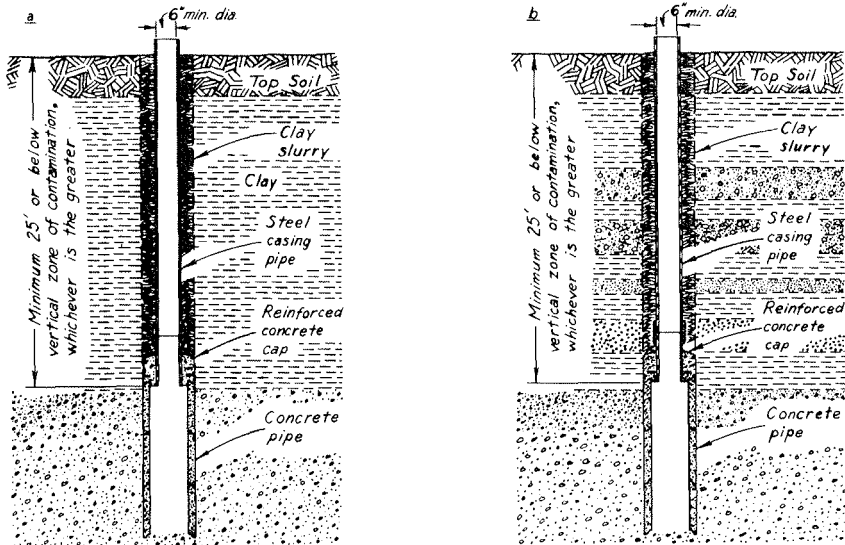 a
6" min. dia.
Top Soil
Minimum 25' or below
vertical zone of contamination,
whichever is the greater
Clay
slurry
Clay
Steel
casing
pipe
Reinforced
concrete
cap
Concrete
pipe
b
6" min. dia.
Top Soil
Minimum 25' or below
vertical zone of contamination,
whichever is the greater
Clay
slurry
Steel
casing
pipe
Reinforced
concrete
cap
Concrete
pipe